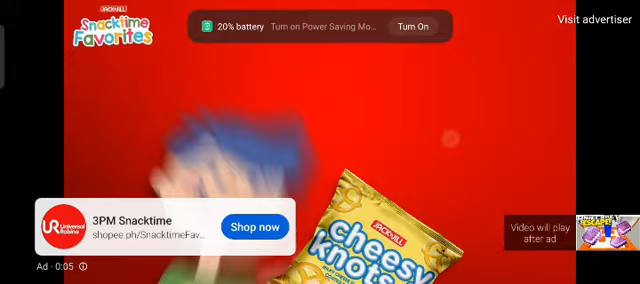 JACK 'n JILL
Snacktime
Favorites
20% battery Turn on Power Saving Mo... Turn On
Visit advertiser
JACK 'n JILL
cheesy
knots
UR Universal
Robina
3PM Snacktime
shopee.ph/SnacktimeFav...
Shop now
Video will play
after ad
ESCAPE!
Ad · 0:05